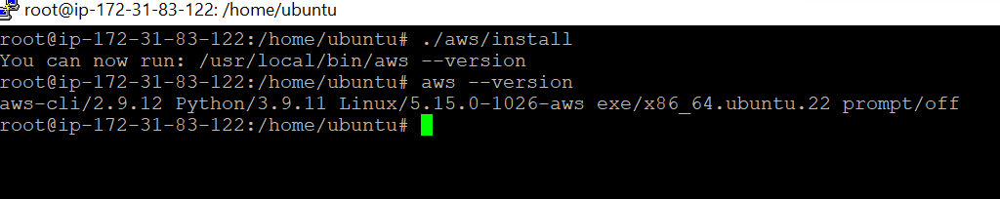 root@ip-172-31-83-122: /home/ubuntu
root@ip-172-31-83-122:/home/ubuntu# ./aws/install
You can now run: /usr/local/bin/aws --version
root@ip-172-31-83-122:/home/ubuntu# aws --version
aws-cli/2.9.12 Python/3.9.11 Linux/5.15.0-1026-aws exe/x86_64.ubuntu.22 prompt/off
root@ip-172-31-83-122:/home/ubuntu#